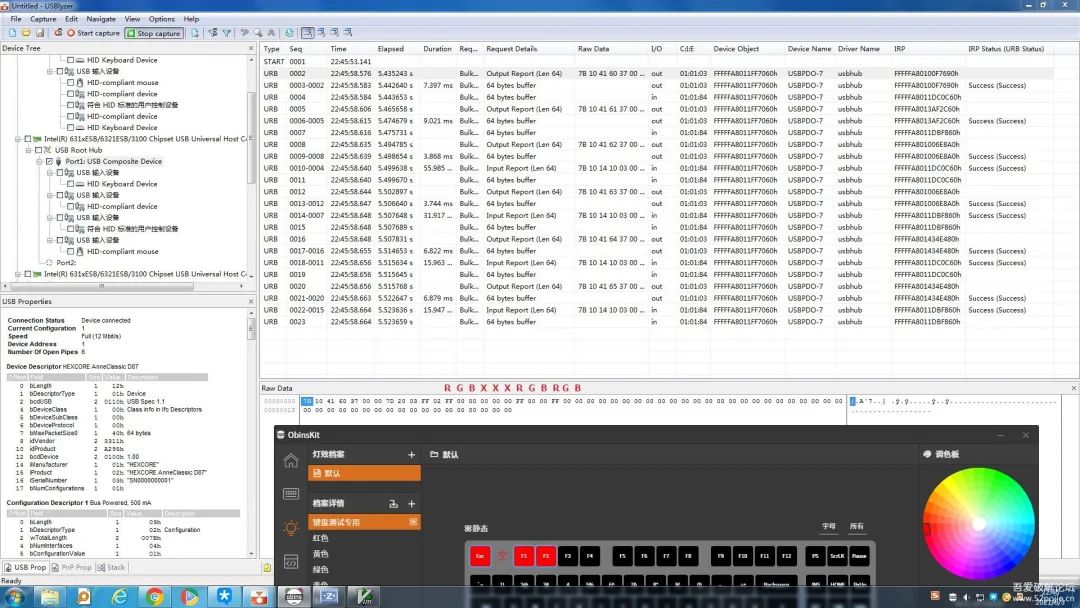 Untitled - USBlyzer
File Capture Edit Navigate View Options Help
Start capture Stop capture
Device Tree
HID Keyboard Device
USB 输入设备
HID-compliant mouse
HID-compliant device
符合 HID 标准的用户控制设备
HID-compliant device
HID Keyboard Device
Intel(R) 631xESB/6321ESB/3100 Chipset USB Universal Host C
USB Root Hub
Port1: USB Composite Device
USB 输入设备
HID Keyboard Device
USB 输入设备
HID-compliant device
USB 输入设备
符合 HID 标准的用户控制设备
USB 输入设备
HID-compliant mouse
Port2:
Intel(R) 631xESB/6321ESB/3100 Chipset USB Universal Host C
USB Properties
Connection Status Device connected
Current Configuration 1
Speed Full (12 Mbit/s)
Device Address 1
Number Of Open Pipes 6
Device Descriptor HEXCORE AnneClassic D87
Offset Field Size Value Description
0 bLength 1 12h
1 bDescriptorType 1 01h Device
2 bcdUSB 2 0110h USB Spec 1.1
4 bDeviceClass 1 00h Class info in Ifc Descriptors
5 bDeviceSubClass 1 00h
6 bDeviceProtocol 1 00h
7 bMaxPacketSize0 1 40h 64 bytes
8 idVendor 2 3311h
10 idProduct 2 A295h
12 bcdDevice 2 0100h 1.00
14 iManufacturer 1 01h "HEXCORE"
15 iProduct 1 02h "HEXCORE AnneClassic D87"
16 iSerialNumber 1 03h "SN0000000001"
17 bNumConfigurations 1 01h
Configuration Descriptor 1 Bus Powered, 500 mA
Offset Field Size Value Description
0 bLength 1 09h
1 bDescriptorType 1 02h Configuration
2 wTotalLength 2 007Bh
4 bNumInterfaces 1 04h
5 bConfigurationValue 1 01h
USB Prop PnP Prop Stack
Ready
Type Seq Time Elapsed Duration Req... Request Details Raw Data I/O C:I:E Device Object Device Name Driver Name IRP IRP Status (URB Status)
START 0001 22:45:53.141
URB 0002 22:45:58.576 5.435243 s Bulk... Output Report (Len 64) 7B 10 41 60 37 00 ... out 01:01:03 FFFFFA8011FF7060h USBPDO-7 usbhub FFFFFA80100F7690h
URB 0003-0002 22:45:58.583 5.442640 s 7.397 ms Bulk... 64 bytes buffer out 01:01:03 FFFFFA8011FF7060h USBPDO-7 usbhub FFFFFA80100F7690h Success (Success)
URB 0004 22:45:58.584 5.443653 s Bulk... 64 bytes buffer in 01:01:84 FFFFFA8011FF7060h USBPDO-7 usbhub FFFFFA8011DC0C60h
URB 0005 22:45:58.606 5.465658 s Bulk... Output Report (Len 64) 7B 10 41 61 37 00 ... out 01:01:03 FFFFFA8011FF7060h USBPDO-7 usbhub FFFFFA8013AF2C60h
URB 0006-0005 22:45:58.615 5.474679 s 9.021 ms Bulk... 64 bytes buffer out 01:01:03 FFFFFA8011FF7060h USBPDO-7 usbhub FFFFFA8013AF2C60h Success (Success)
URB 0007 22:45:58.616 5.475731 s Bulk... 64 bytes buffer in 01:01:84 FFFFFA8011FF7060h USBPDO-7 usbhub FFFFFA8011DBF860h
URB 0008 22:45:58.635 5.494785 s Bulk... Output Report (Len 64) 7B 10 41 62 37 00 ... out 01:01:03 FFFFFA8011FF7060h USBPDO-7 usbhub FFFFFA801006E8A0h
URB 0009-0008 22:45:58.639 5.498654 s 3.868 ms Bulk... 64 bytes buffer out 01:01:03 FFFFFA8011FF7060h USBPDO-7 usbhub FFFFFA801006E8A0h Success (Success)
URB 0010-0004 22:45:58.640 5.499638 s 55.985 ... Bulk... Input Report (Len 64) 7B 10 14 10 03 00 ... in 01:01:84 FFFFFA8011FF7060h USBPDO-7 usbhub FFFFFA8011DC0C60h Success (Success)
URB 0011 22:45:58.640 5.499670 s Bulk... 64 bytes buffer in 01:01:84 FFFFFA8011FF7060h USBPDO-7 usbhub FFFFFA8011DC0C60h
URB 0012 22:45:58.644 5.502897 s Bulk... Output Report (Len 64) 7B 10 41 63 37 00 ... out 01:01:03 FFFFFA8011FF7060h USBPDO-7 usbhub FFFFFA801006E8A0h
URB 0013-0012 22:45:58.647 5.506640 s 3.744 ms Bulk... 64 bytes buffer out 01:01:03 FFFFFA8011FF7060h USBPDO-7 usbhub FFFFFA801006E8A0h Success (Success)
URB 0014-0007 22:45:58.648 5.507648 s 31.917 ... Bulk... Input Report (Len 64) 7B 10 14 10 03 00 ... in 01:01:84 FFFFFA8011FF7060h USBPDO-7 usbhub FFFFFA8011DBF860h Success (Success)
URB 0015 22:45:58.648 5.507689 s Bulk... 64 bytes buffer in 01:01:84 FFFFFA8011FF7060h USBPDO-7 usbhub FFFFFA8011DBF860h
URB 0016 22:45:58.648 5.507831 s Bulk... Output Report (Len 64) 7B 10 41 64 37 00 ... out 01:01:03 FFFFFA8011FF7060h USBPDO-7 usbhub FFFFFA801434E480h
URB 0017-0016 22:45:58.655 5.514653 s 6.822 ms Bulk... 64 bytes buffer out 01:01:03 FFFFFA8011FF7060h USBPDO-7 usbhub FFFFFA801434E480h Success (Success)
URB 0018-0011 22:45:58.656 5.515634 s 15.963 ... Bulk... Input Report (Len 64) 7B 10 14 10 03 00 ... in 01:01:84 FFFFFA8011FF7060h USBPDO-7 usbhub FFFFFA8011DC0C60h Success (Success)
URB 0019 22:45:58.656 5.515645 s Bulk... 64 bytes buffer in 01:01:84 FFFFFA8011FF7060h USBPDO-7 usbhub FFFFFA8011DC0C60h
URB 0020 22:45:58.656 5.515768 s Bulk... Output Report (Len 64) 7B 10 41 65 37 00 ... out 01:01:03 FFFFFA8011FF7060h USBPDO-7 usbhub FFFFFA801434E480h
URB 0021-0020 22:45:58.663 5.522647 s 6.879 ms Bulk... 64 bytes buffer out 01:01:03 FFFFFA8011FF7060h USBPDO-7 usbhub FFFFFA801434E480h Success (Success)
URB 0022-0015 22:45:58.664 5.523636 s 15.947 ... Bulk... Input Report (Len 64) 7B 10 14 10 03 00 ... in 01:01:84 FFFFFA8011FF7060h USBPDO-7 usbhub FFFFFA8011DBF860h Success (Success)
URB 0023 22:45:58.664 5.523659 s Bulk... 64 bytes buffer in 01:01:84 FFFFFA8011FF7060h USBPDO-7 usbhub FFFFFA8011DBF860h
Raw Data R G B X X X R G B R G B
7B 10 41 60 37 00 00 7D 20 03 FF 02 FF 00 00 00 00 00 FF 00 00 FF 00 00 00 00 00 00 00 00 00 00 00 00 00 00 00 00 00 00
00 00 00 00 00 00 00 00 00 00 00 00 00 00 00 00 00
ObinsKit
灯效档案 + 默认 调色板
默认
档案详情 +
键盘测试专用
红色
黄色
绿色
静态 字母 所有
Esc F1 F2 F3 F4 F5 F6 F7 F8 F9 F10 F11 F12 PS ScrLK Pause
吾爱破解论坛
www.52pojie.cn